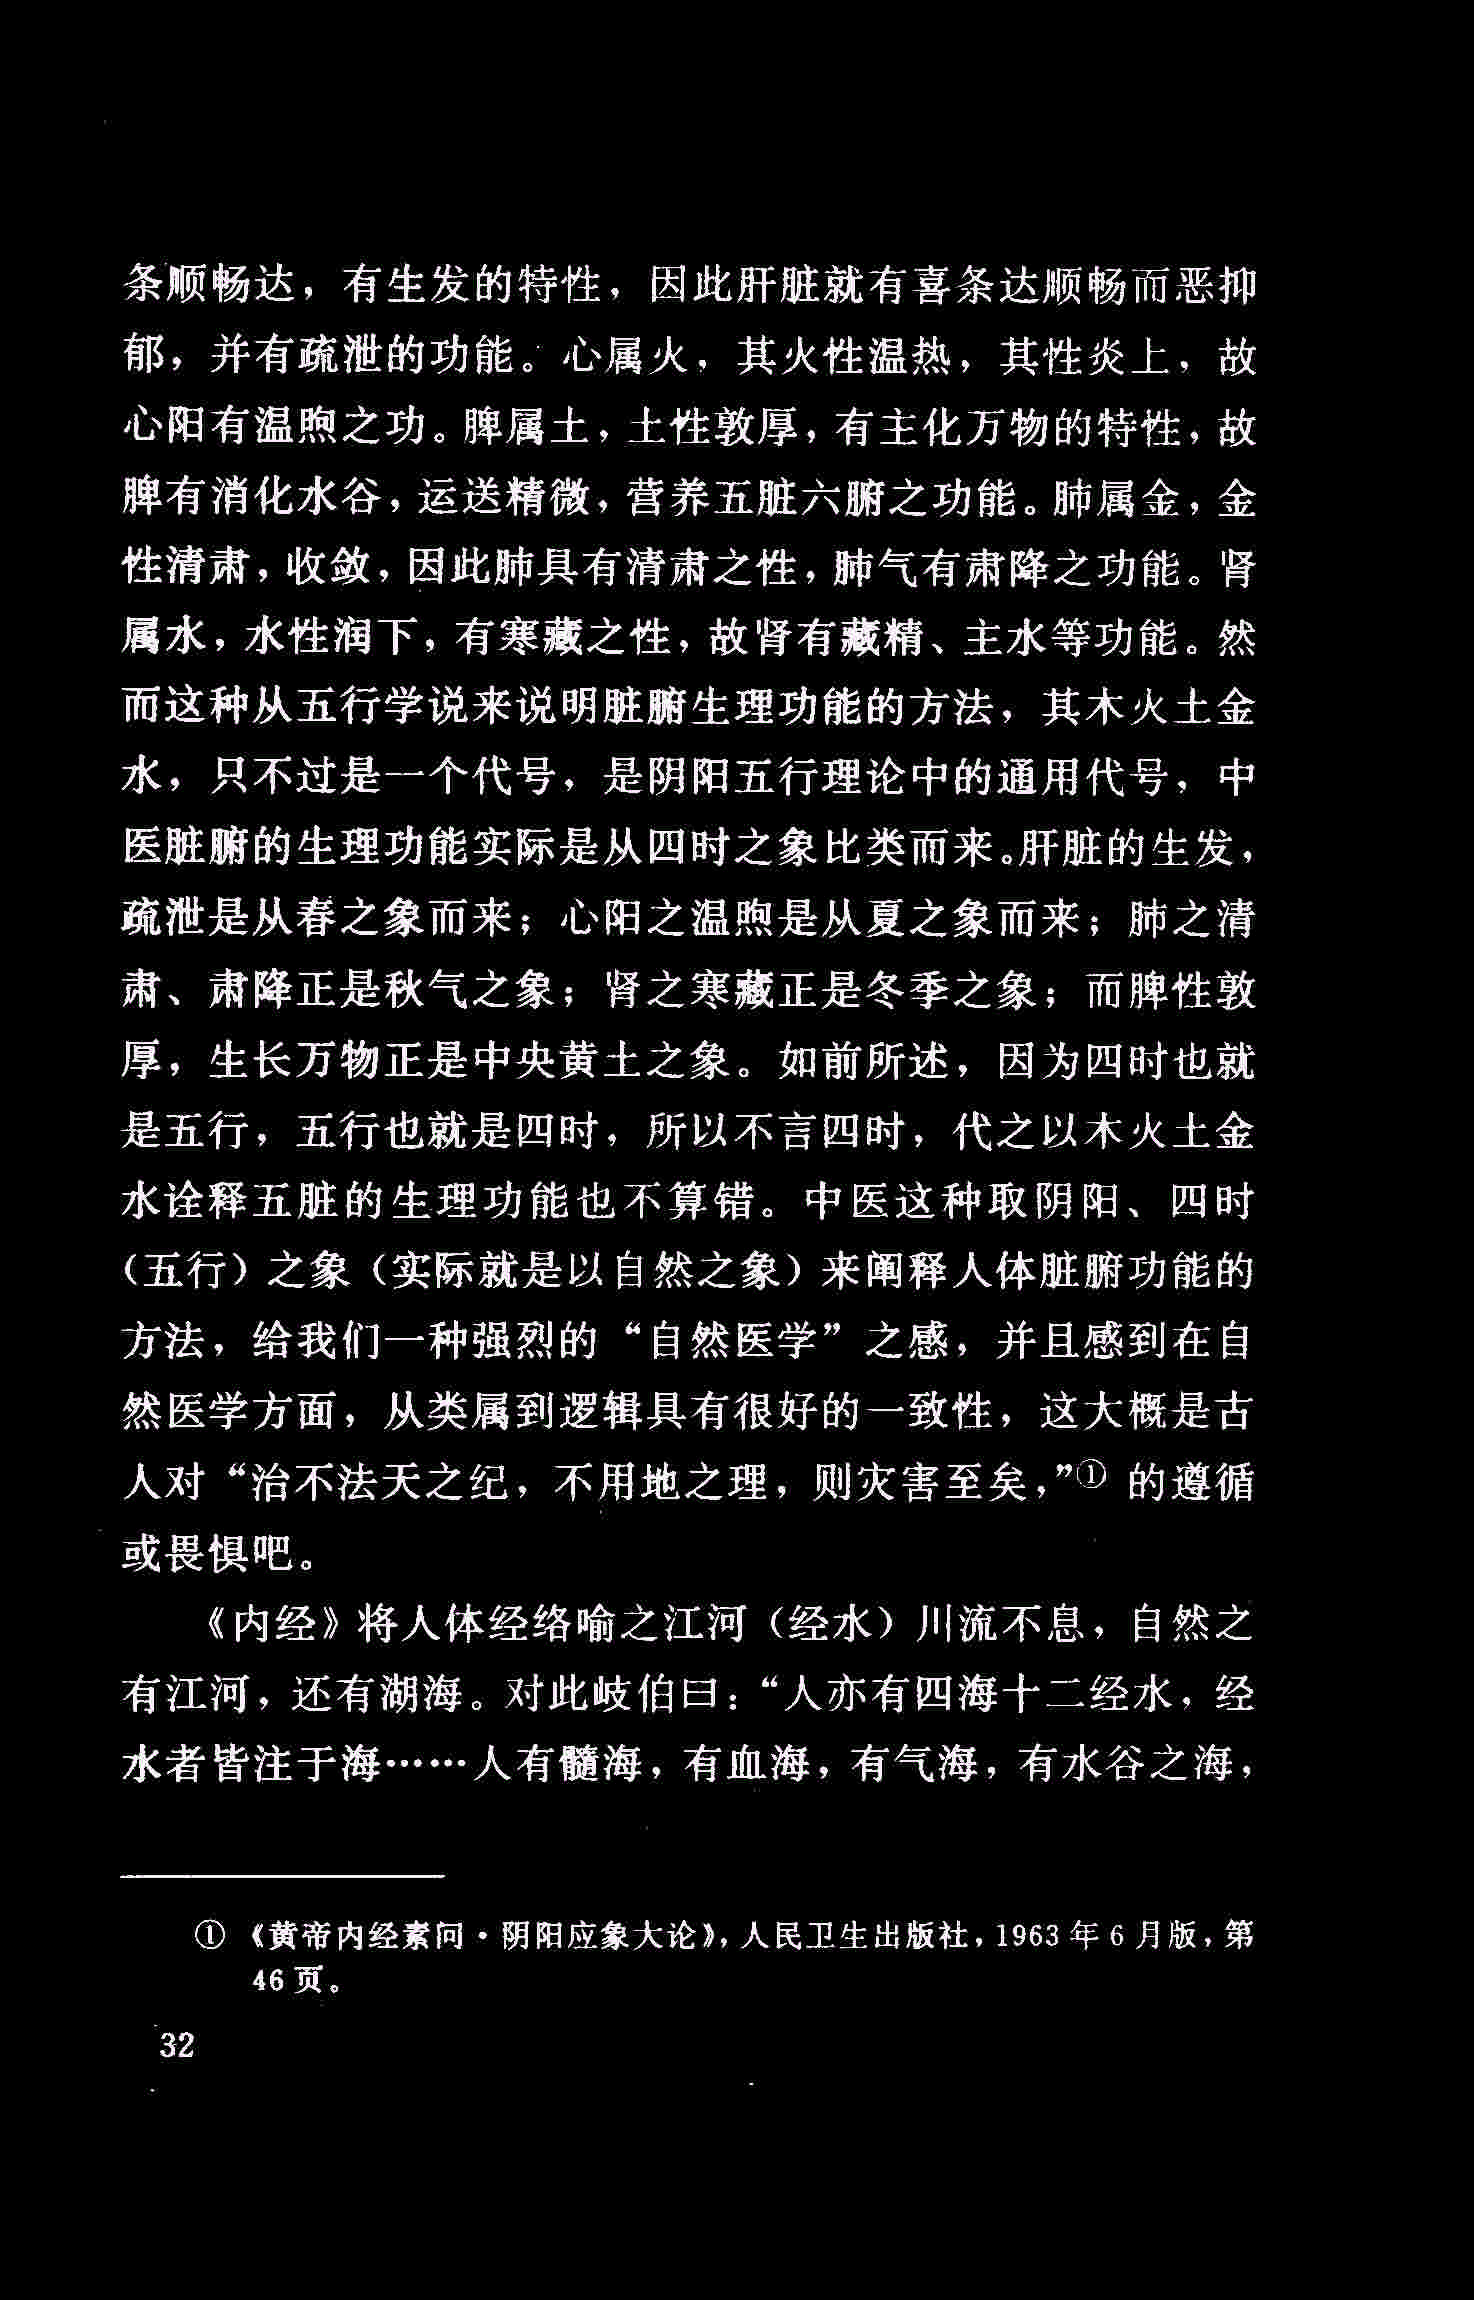 条顺畅达，有生发的特性，因此肝脏就有喜条达顺畅而恶抑
郁，并有疏泄的功能。心属火，其火性温热，其性炎上，故
心阳有温煦之功。脾属土，土性敦厚，有主化万物的特性，故
脾有消化水谷，运送精微，营养五脏六腑之功能。肺属金，金
性清肃，收敛，因此肺具有清肃之性，肺气有肃降之功能。肾
属水，水性润下，有寒藏之性，故肾有藏精、主水等功能。然
而这种从五行学说来说明脏腑生理功能的方法，其木火土金
水，只不过是一个代号，是阴阳五行理论中的通用代号，中
医脏腑的生理功能实际是从四时之象比类而来。肝脏的生发，
疏泄是从春之象而来；心阳之温煦是从夏之象而来；肺之清
肃、肃降正是秋气之象；肾之寒藏正是冬季之象；而脾性敦
厚，生长万物正是中央黄土之象。如前所述，因为四时也就
是五行，五行也就是四时，所以不言四时，代之以木火土金
水诠释五脏的生理功能也不算错。中医这种取阴阳、四时
（五行）之象（实际就是以自然之象）来阐释人体脏腑功能的
方法，给我们一种强烈的“自然医学”之感，并且感到在自
然医学方面，从类属到逻辑具有很好的一致性，这大概是古
人对“治不法天之纪，不用地之理，则灾害至矣，”① 的遵循
或畏惧吧。
《内经》将人体经络喻之江河（经水）川流不息，自然之
有江河，还有湖海。对此岐伯曰：“人亦有四海十二经水，经
水者皆注于海……人有髓海，有血海，有气海，有水谷之海，
① 《黄帝内经素问·阴阳应象大论》，人民卫生出版社，1963 年 6 月版，第
46 页。
32